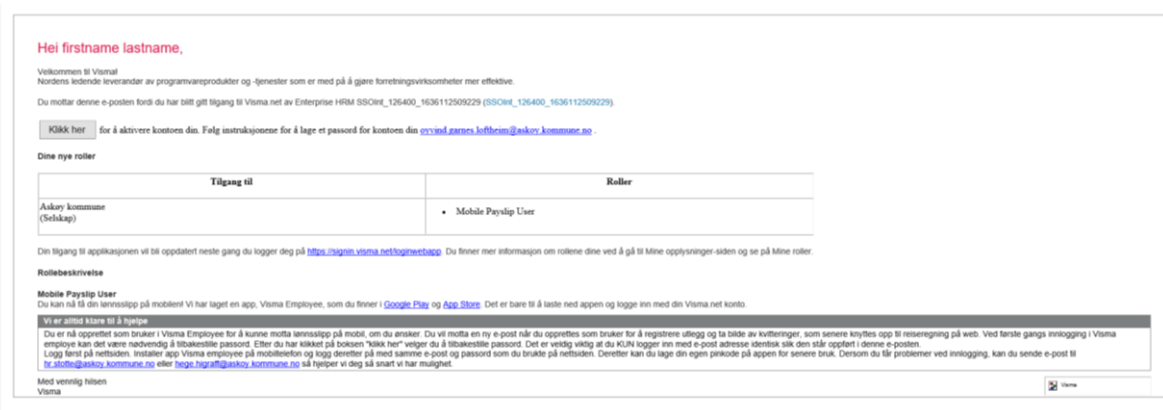 Hei firstname lastname,
Velkommen til Visma!
Nordens ledende leverandør av programvareprodukter og -tjenester som er med på å gjøre forretningsvirksomheter mer effektive.
Du mottar denne e-posten fordi du har blitt gitt tilgang til Visma.net av Enterprise HRM SSOInt_126400_1636112509229 (SSOInt_126400_1636112509229).
Klikk her for å aktivere kontoen din. Følg instruksjonene for å lage et passord for kontoen din oyvind.garnes.loftheim@askoy.kommune.no .
Dine nye roller
Tilgang til Roller
Askøy kommune
(Selskap)
• Mobile Payslip User
Din tilgang til applikasjonen vil bli oppdatert neste gang du logger deg på https://signin.visma.net/loginwebapp. Du finner mer informasjon om rollene dine ved å gå til Mine opplysninger-siden og se på Mine roller.
Rollebeskrivelse
Mobile Payslip User
Du kan nå få din lønnsslipp på mobilen! Vi har laget en app, Visma Employee, som du finner i Google Play og App Store. Det er bare til å laste ned appen og logge inn med din Visma.net konto.
Vi er alltid klare til å hjelpe
Du er nå opprettet som bruker i Visma Employee for å kunne motta lønnsslipp på mobil, om du ønsker. Du vil motta en ny e-post når du opprettes som bruker for å registrere utlegg og ta bilde av kvitteringer, som senere knyttes opp til reiseregning på web. Ved første gangs innlogging i Visma
employe kan det være nødvendig å tilbakestille passord. Etter du har klikket på boksen "klikk her" velger du å tilbakestille passord. Det er veldig viktig at du KUN logger inn med e-post adresse identisk slik den står oppført i denne e-posten.
Logg først på nettsiden. Installer app Visma employee på mobiltelefon og logg deretter på med samme e-post og passord som du brukte på nettsiden. Deretter kan du lage din egen pinkode på appen for senere bruk. Dersom du får problemer ved innlogging, kan du sende e-post til
hr.stotte@askoy.kommune.no eller hege.higraff@askoy.kommune.no så hjelper vi deg så snart vi har mulighet.
Med vennlig hilsen
Visma
Visma